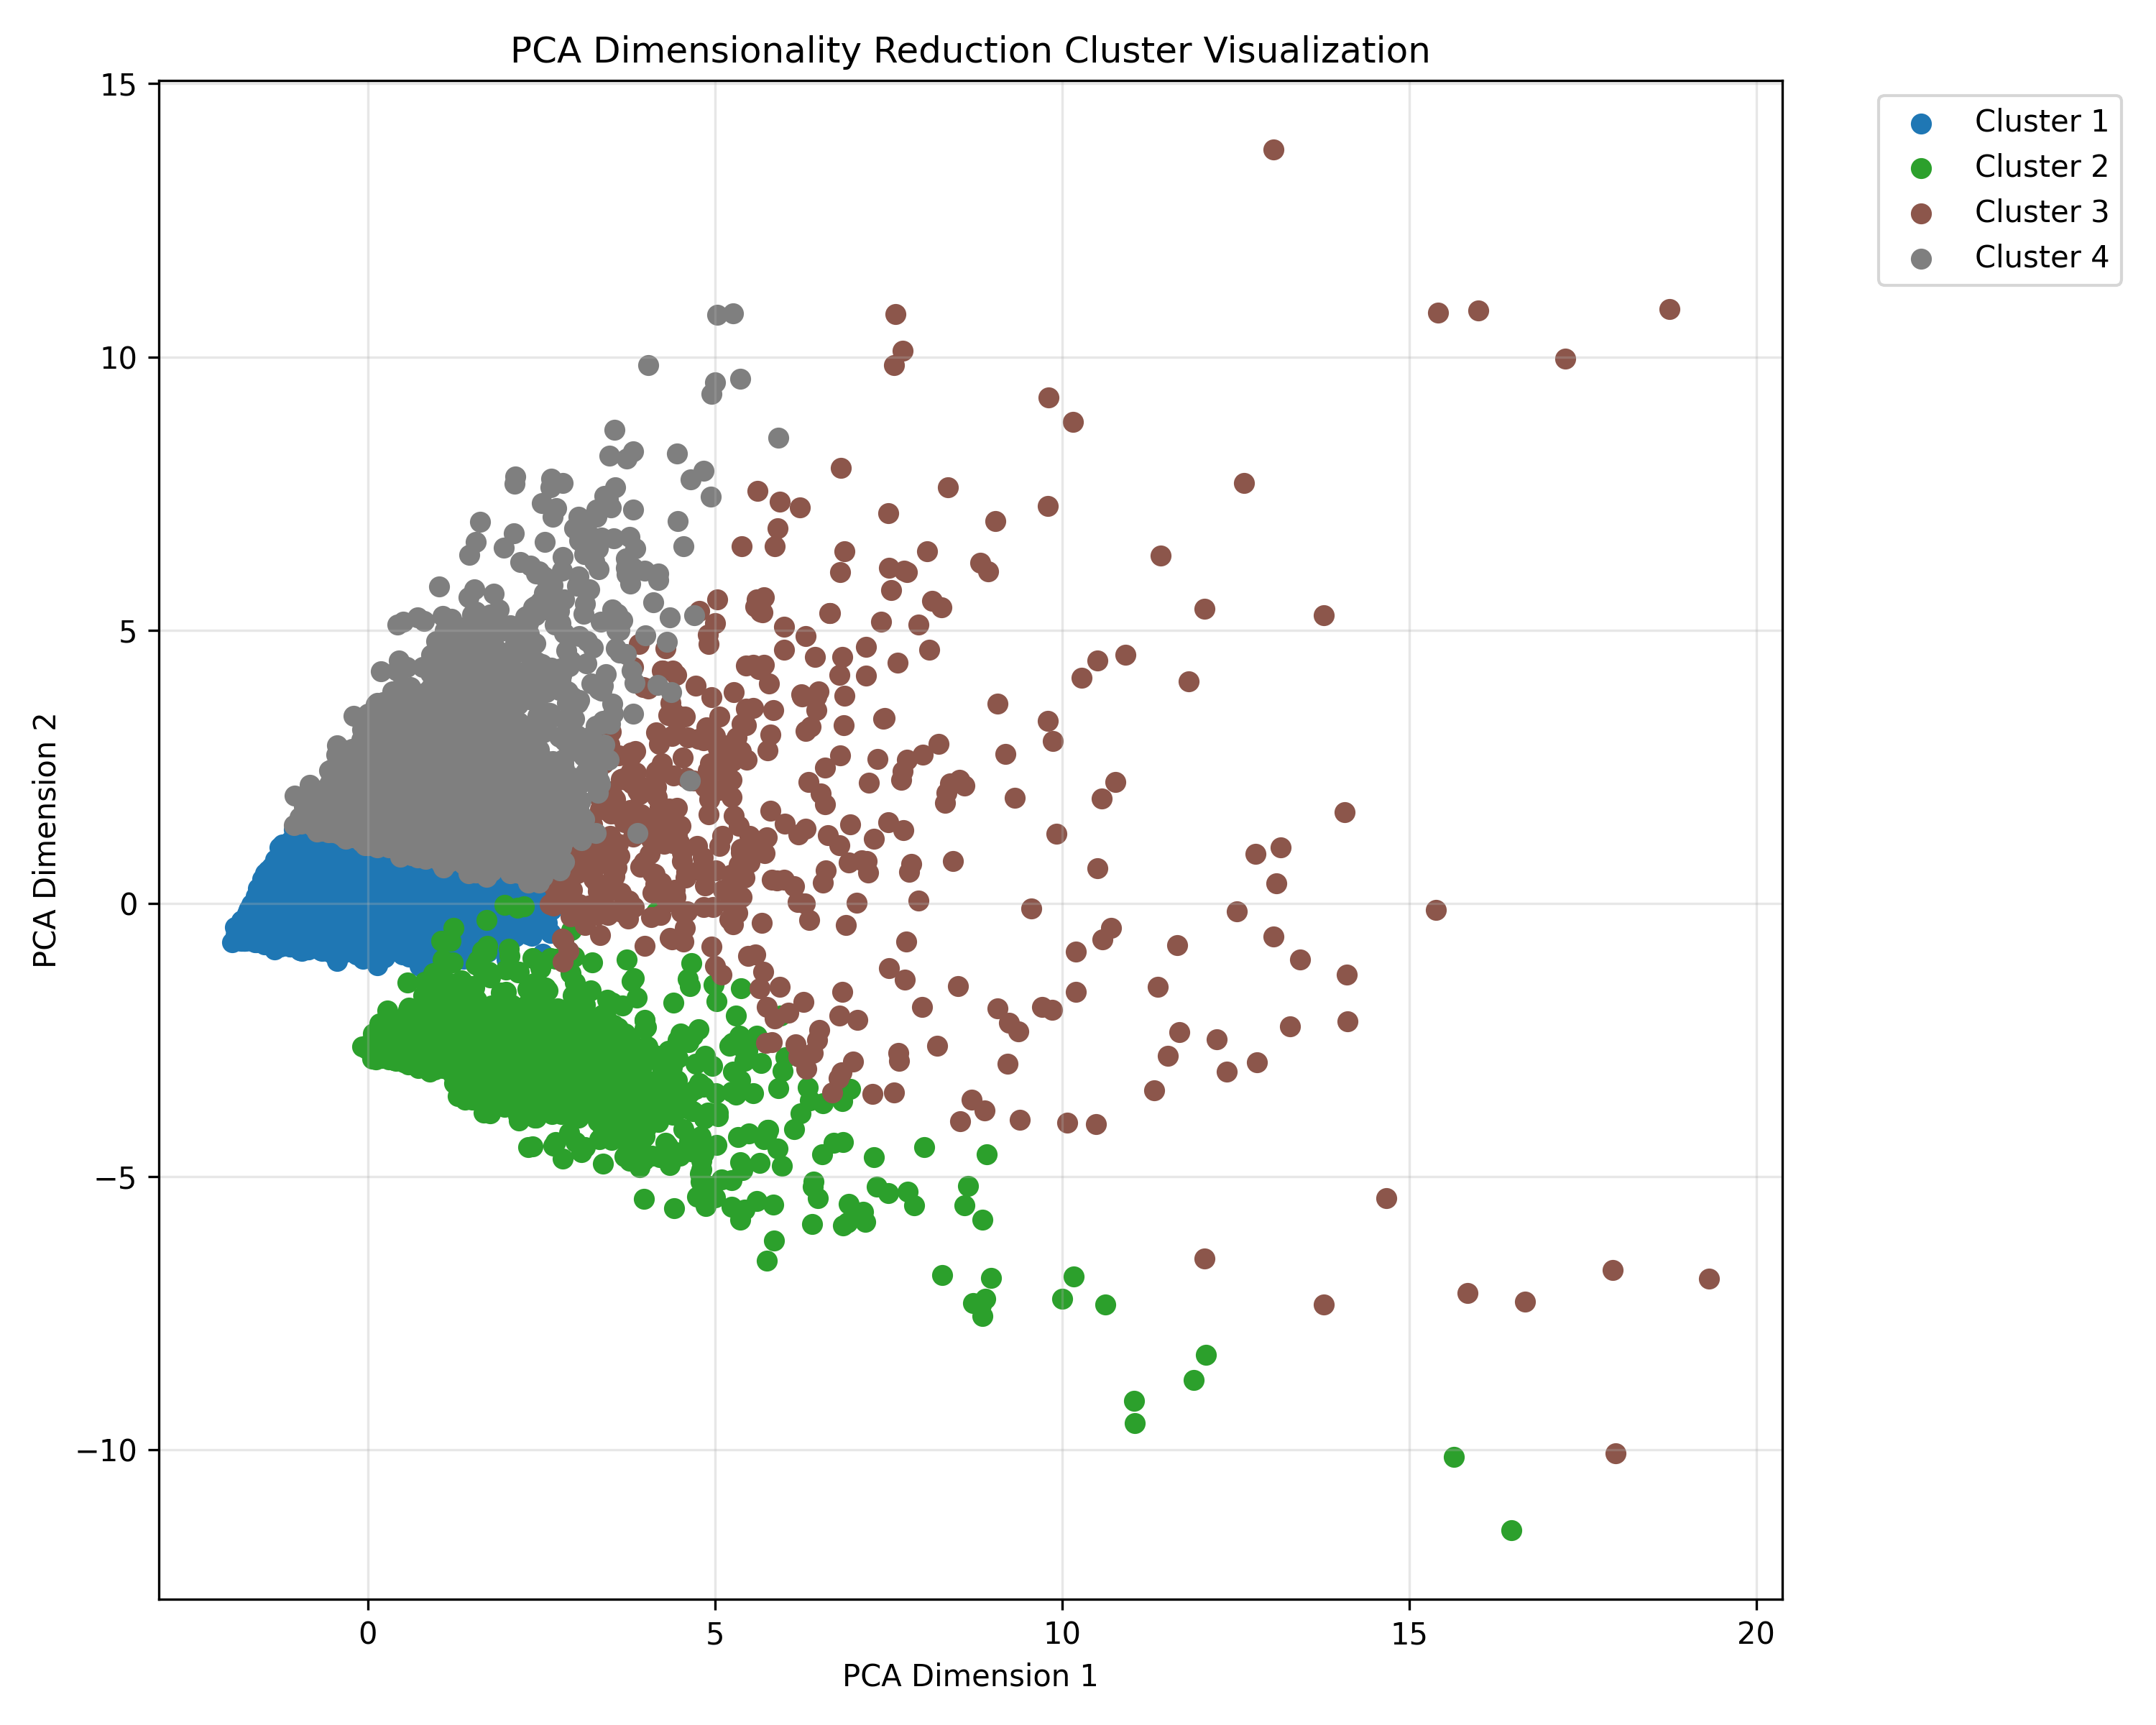 PCA Dimensionality Reduction Cluster Visualization
Cluster 1
Cluster 2
Cluster 3
Cluster 4
PCA Dimension 2
15
10
5
0
−5
−10
0
5
10
15
20
PCA Dimension 1